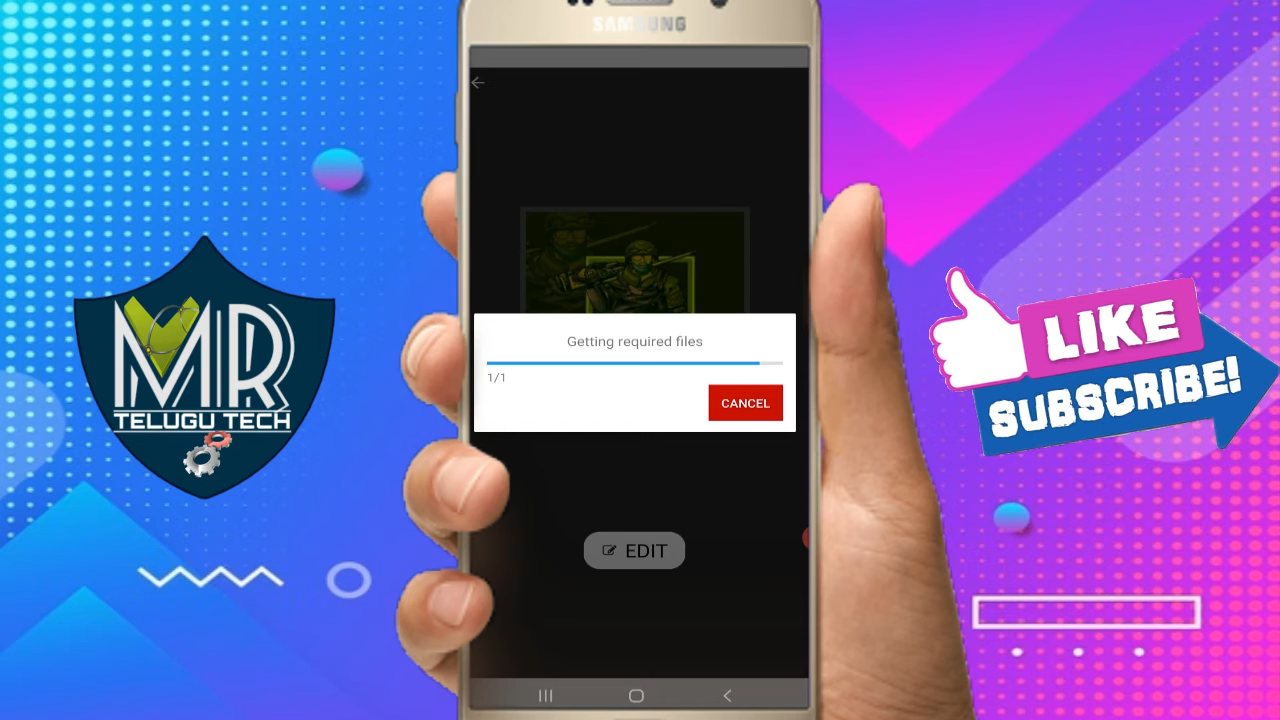 SAMSUNG
Getting required files
1/1
CANCEL
EDIT
MR
TELUGU TECH
LIKE
SUBSCRIBE!